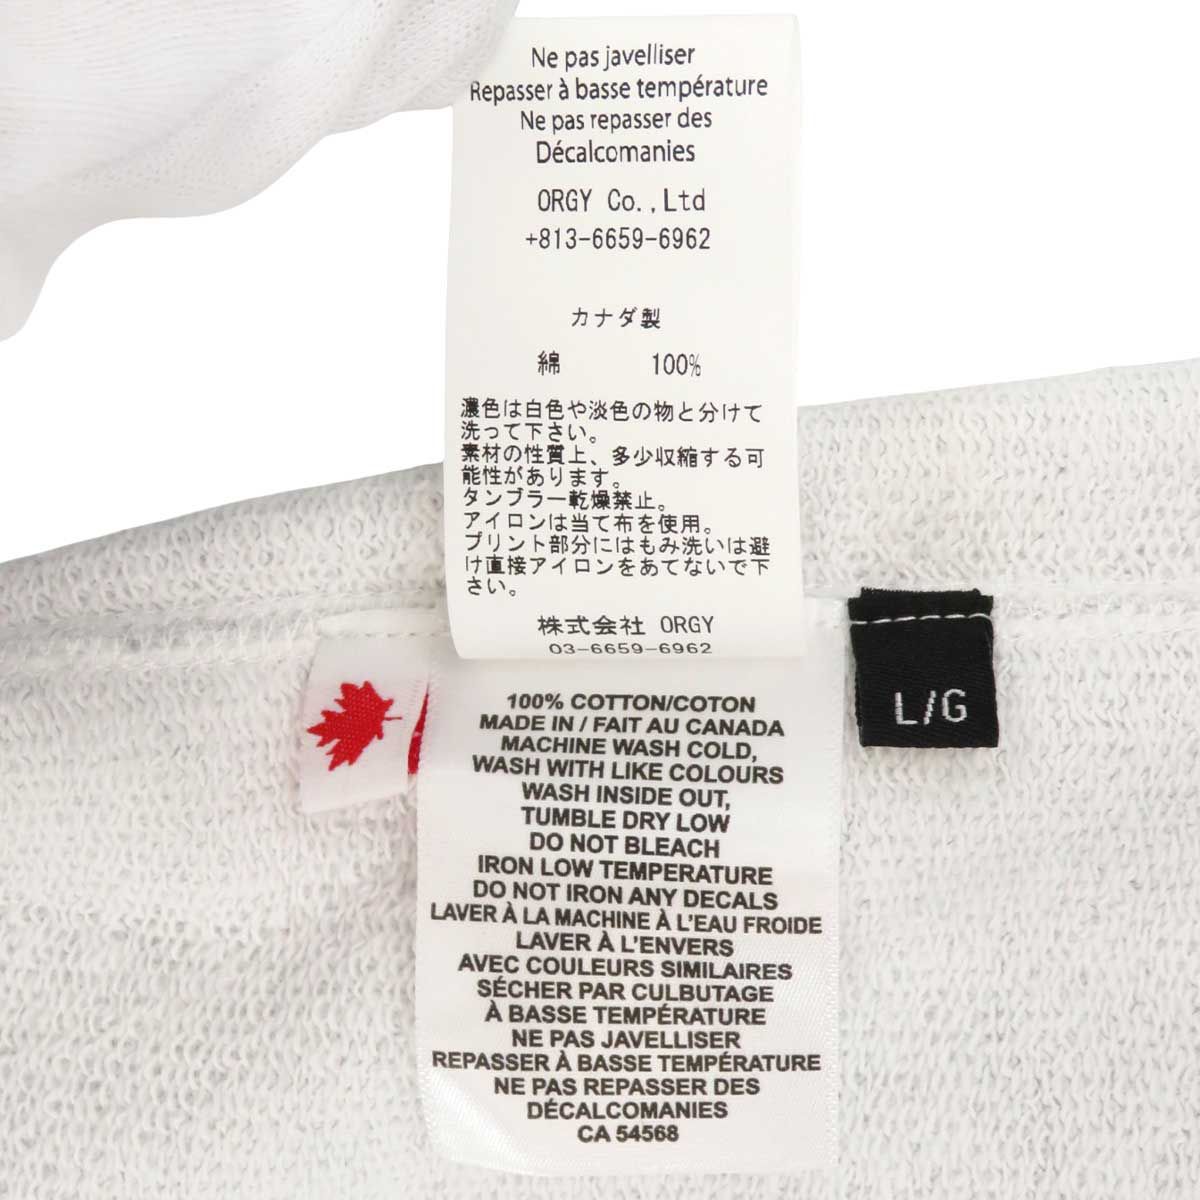 Ne pas javelliser
Repasser à basse température
Ne pas repasser des
Décalcomanies
ORGY Co.,Ltd
+813-6659-6962
カナダ製
綿 100%
濃色は白色や淡色の物と分けて
洗って下さい。
素材の性質上、多少収縮する可
能性があります。
タンブラー乾燥禁止。
アイロンは当て布を使用。
プリント部分にはもみ洗いは避
け直接アイロンをあてないで下
さい。
株式会社 ORGY
03-6659-6962
L/G
100% COTTON/COTON
MADE IN / FAIT AU CANADA
MACHINE WASH COLD,
WASH WITH LIKE COLOURS
WASH INSIDE OUT,
TUMBLE DRY LOW
DO NOT BLEACH
IRON LOW TEMPERATURE
DO NOT IRON ANY DECALS
LAVER À LA MACHINE À L'EAU FROIDE
LAVER À L'ENVERS
AVEC COULEURS SIMILAIRES
SÉCHER PAR CULBUTAGE
À BASSE TEMPÉRATURE
NE PAS JAVELLISER
REPASSER À BASSE TEMPÉRATURE
NE PAS REPASSER DES
DÉCALCOMANIES
CA 54568